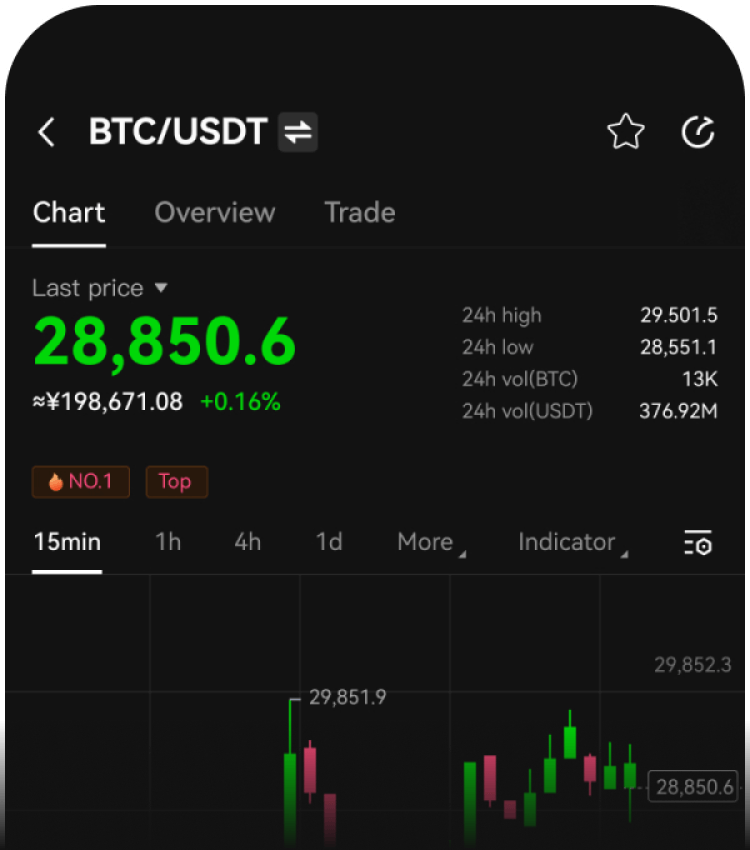 BTC/USDT
Chart Overview Trade
Last price
28,850.6
≈¥198,671.08 +0.16%
24h high 29.501.5
24h low 28,551.1
24h vol(BTC) 13K
24h vol(USDT) 376.92M
NO.1 Top
15min 1h 4h 1d More Indicator
29,852.3
29,851.9
28,850.6